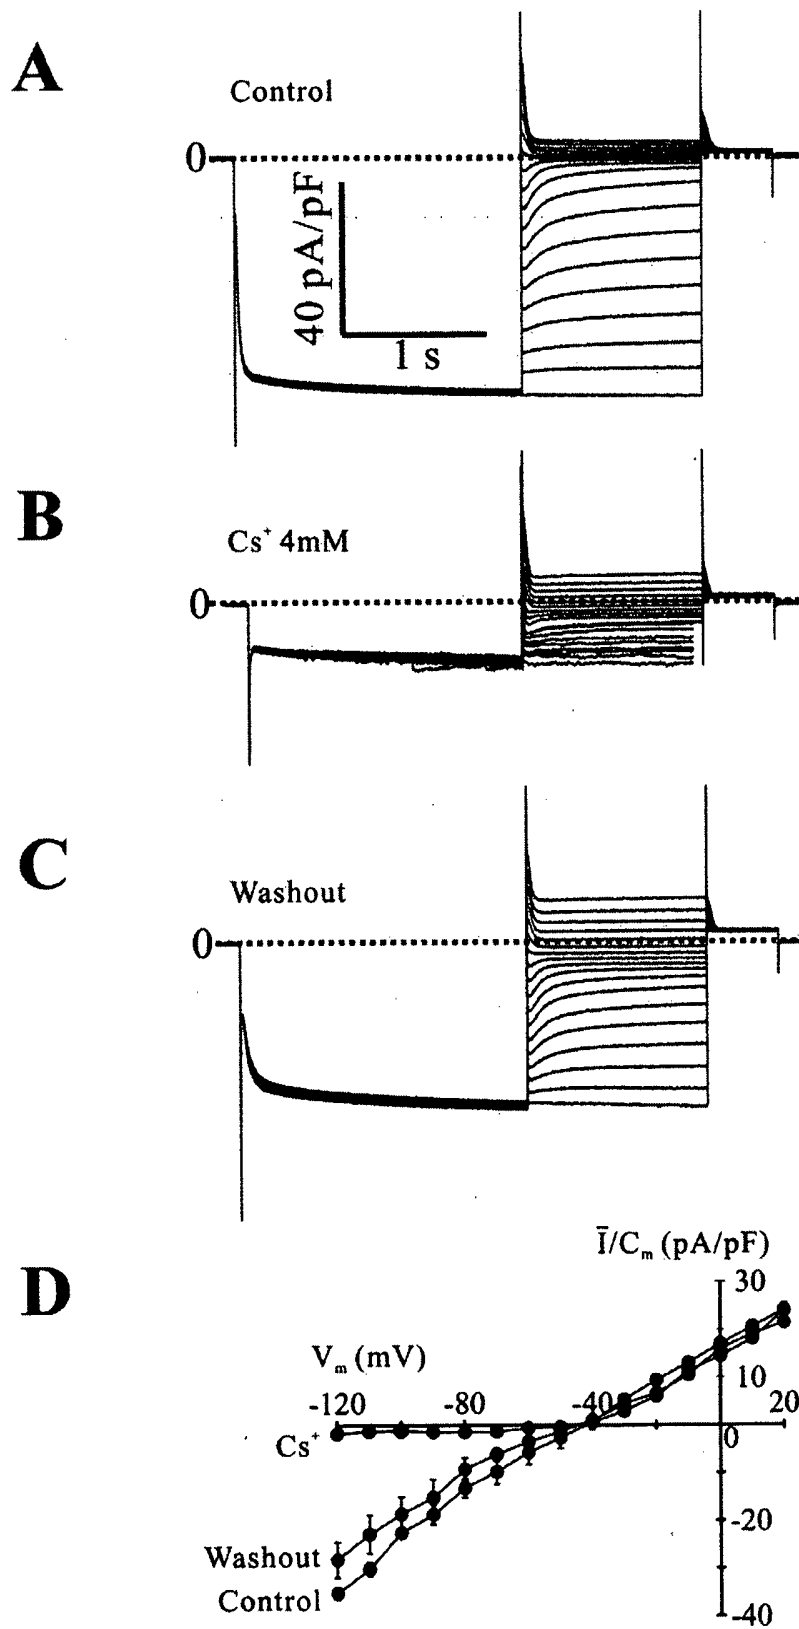 A
Control
0
40 pA/pF
1 s
B
Cs⁺ 4mM
0
C
Washout
0
D
Ī/Cₘ (pA/pF)
30
Vₘ (mV)
10
-120 -80 -40 20
0
Cs⁺
-20
Washout
Control
-40